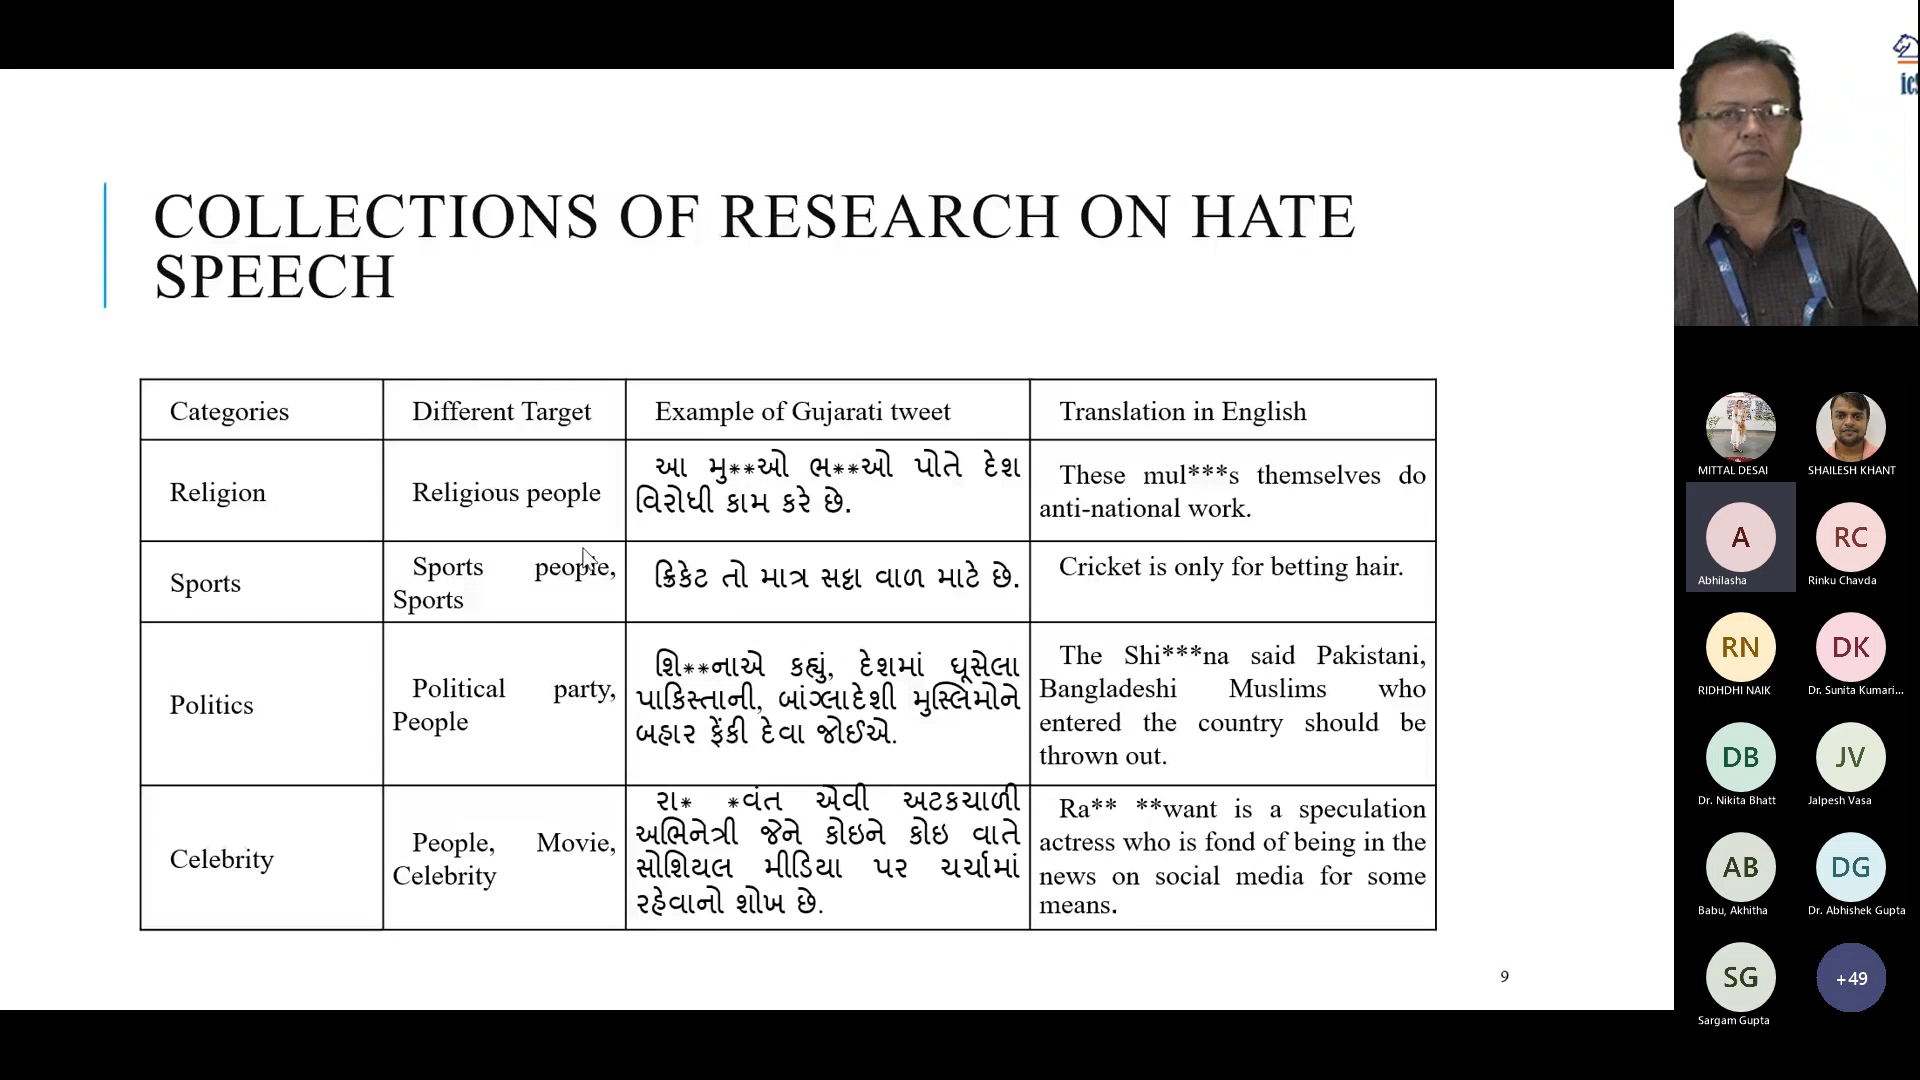 COLLECTIONS OF RESEARCH ON HATE
SPEECH
Categories
Different Target
Example of Gujarati tweet
Translation in English
Religion
Religious people
આ મુ**ઓ ભ**ઓ પોતે દેશ
વિરોધી કામ કરે છે.
These mul***s themselves do
anti-national work.
Sports
Sports people,
Sports
ક્રિકેટ તો માત્ર સટ્ટા વાળ માટે છે.
Cricket is only for betting hair.
Politics
Political party,
People
શિ**નાએ કહ્યું, દેશમાં ઘૂસેલા
પાકિસ્તાની, બાંગ્લાદેશી મુસ્લિમોને
બહાર ફેંકી દેવા જોઈએ.
The Shi***na said Pakistani,
Bangladeshi Muslims who
entered the country should be
thrown out.
Celebrity
People, Movie,
Celebrity
રા* *વંત એવી અટકચાળી
અભિનેત્રી જેને કોઇને કોઇ વાતે
સોશિયલ મીડિયા પર ચર્ચામાં
રહેવાનો શોખ છે.
Ra** **want is a speculation
actress who is fond of being in the
news on social media for some
means.
9
MITTAL DESAI
SHAILESH KHANT
A
Abhilasha
RC
Rinku Chavda
RN
RIDHDHI NAIK
DK
Dr. Sunita Kumari...
DB
Dr. Nikita Bhatt
JV
Jalpesh Vasa
AB
Babu, Akhitha
DG
Dr. Abhishek Gupta
SG
Sargam Gupta
+49